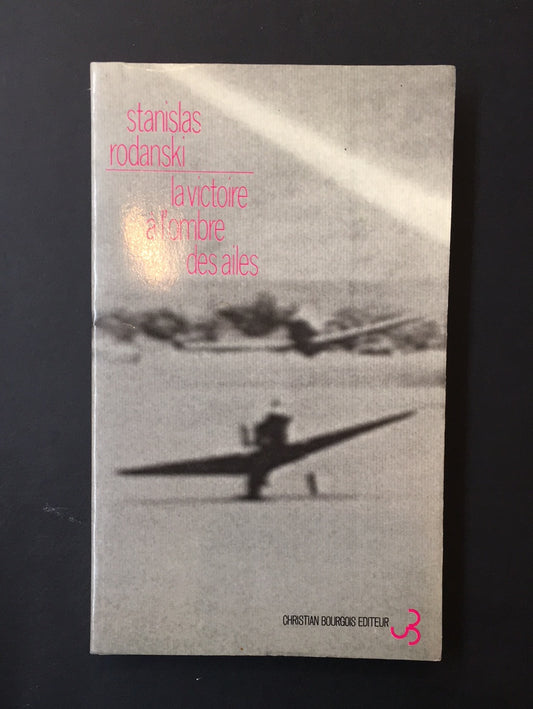 stanislas
rodanski
la victoire
à l'ombre
des ailes
CHRISTIAN BOURGOIS EDITEUR